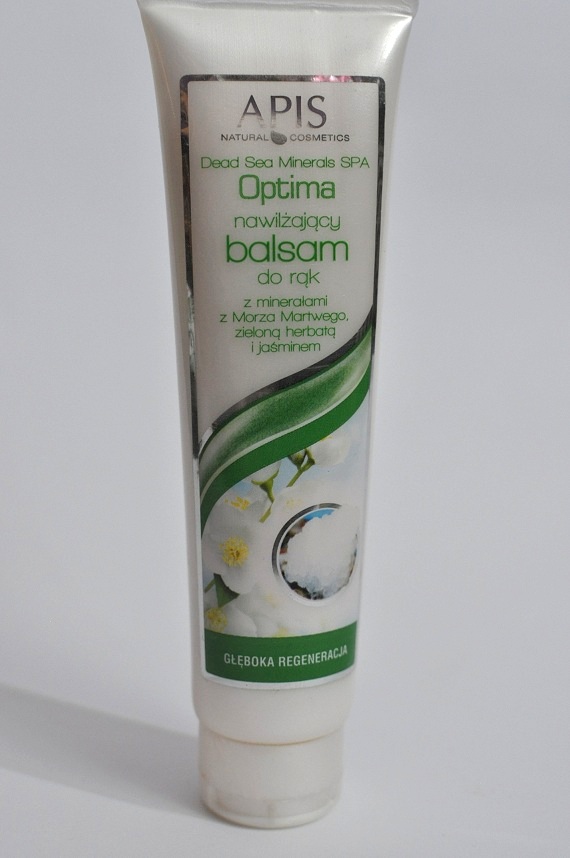 APIS
NATURAL COSMETICS
Dead Sea Minerals SPA
Optima
nawilżający
balsam
do rąk
z minerałami
z Morza Martwego,
zieloną herbatą
i jaśminem
GŁĘBOKA REGENERACJA